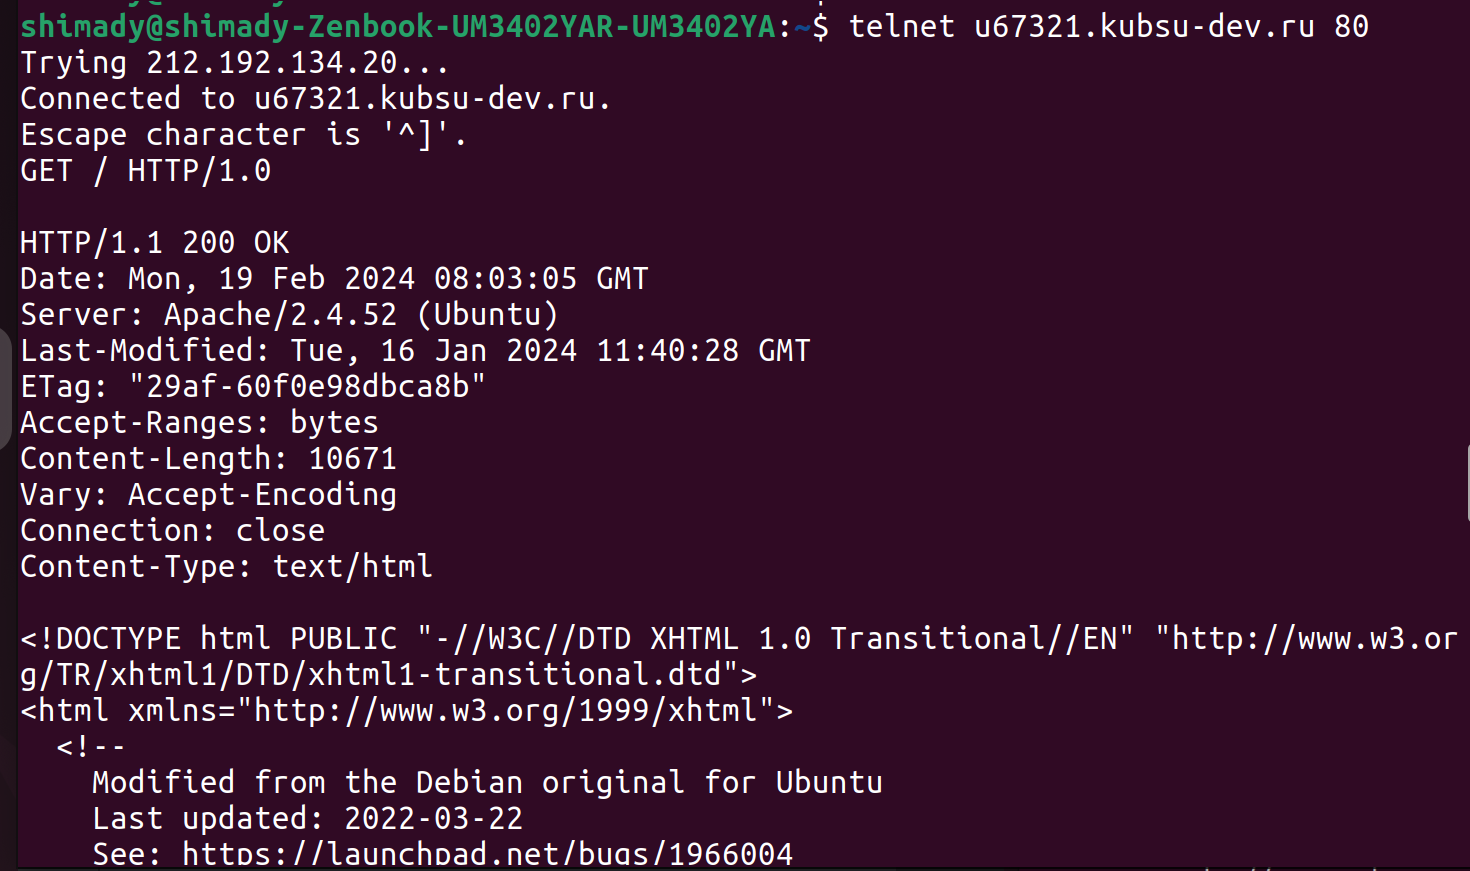 shimady@shimady-Zenbook-UM3402YAR-UM3402YA:~$ telnet u67321.kubsu-dev.ru 80
Trying 212.192.134.20...
Connected to u67321.kubsu-dev.ru.
Escape character is '^]'.
GET / HTTP/1.0

HTTP/1.1 200 OK
Date: Mon, 19 Feb 2024 08:03:05 GMT
Server: Apache/2.4.52 (Ubuntu)
Last-Modified: Tue, 16 Jan 2024 11:40:28 GMT
ETag: "29af-60f0e98dbca8b"
Accept-Ranges: bytes
Content-Length: 10671
Vary: Accept-Encoding
Connection: close
Content-Type: text/html

<!DOCTYPE html PUBLIC "-//W3C//DTD XHTML 1.0 Transitional//EN" "http://www.w3.or
g/TR/xhtml1/DTD/xhtml1-transitional.dtd">
<html xmlns="http://www.w3.org/1999/xhtml">
  <!--
    Modified from the Debian original for Ubuntu
    Last updated: 2022-03-22
    See: https://launchpad.net/bugs/1966004